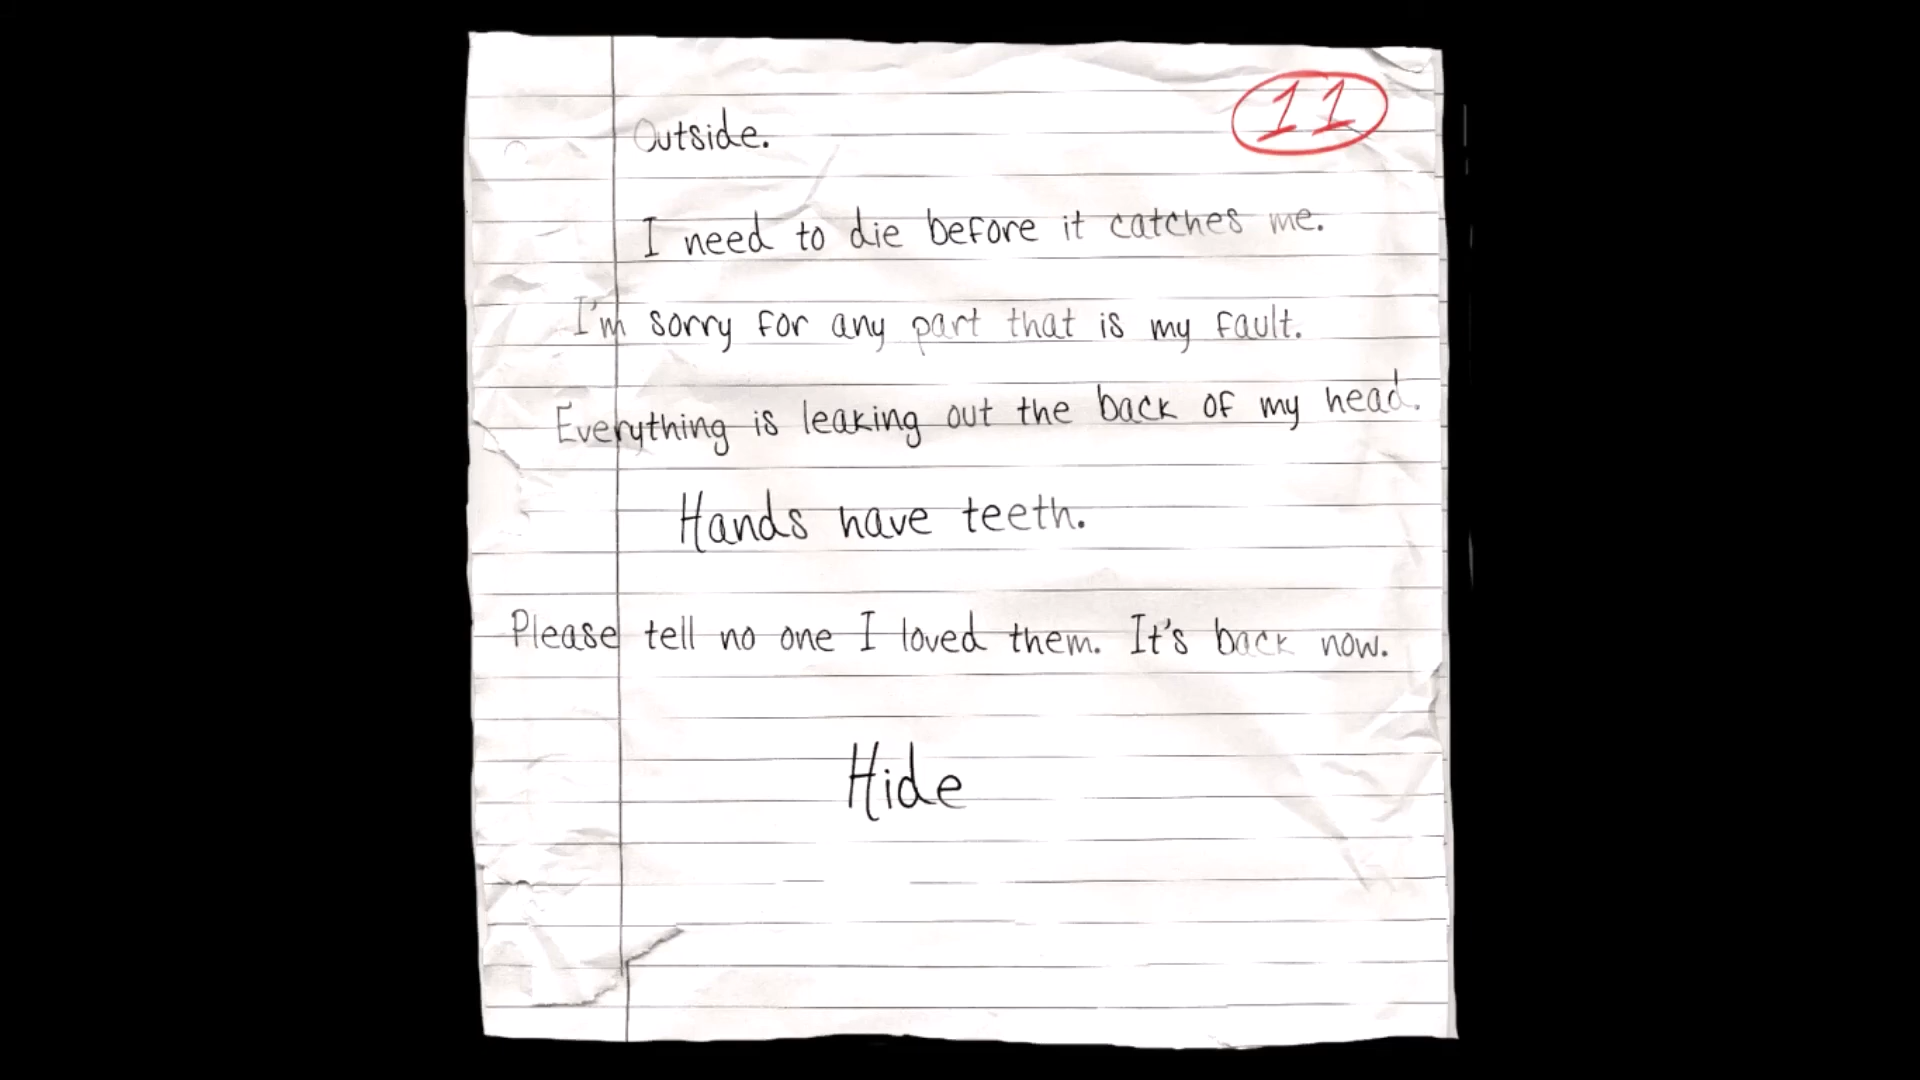 11
Outside.
I need to die before it catches me.
I'm sorry for any part that is my fault.
Everything is leaking out the back of my head.
Hands have teeth.
Please tell no one I loved them. It's back now.
Hide